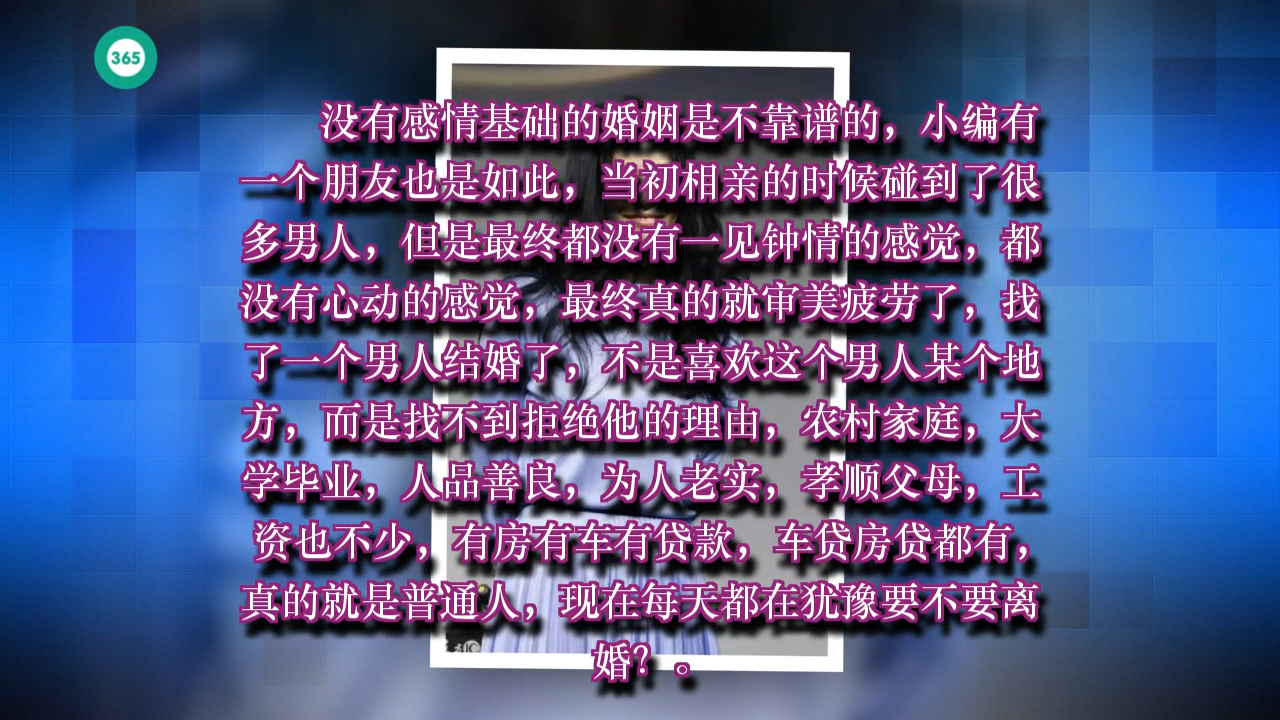 365
没有感情基础的婚姻是不靠谱的，小编有
一个朋友也是如此，当初相亲的时候碰到了很
多男人，但是最终都没有一见钟情的感觉，都
没有心动的感觉，最终真的就审美疲劳了，找
了一个男人结婚了，不是喜欢这个男人某个地
方，而是找不到拒绝他的理由，农村家庭，大
学毕业，人品善良，为人老实，孝顺父母，工
资也不少，有房有车有贷款，车贷房贷都有，
真的就是普通人，现在每天都在犹豫要不要离
婚？。